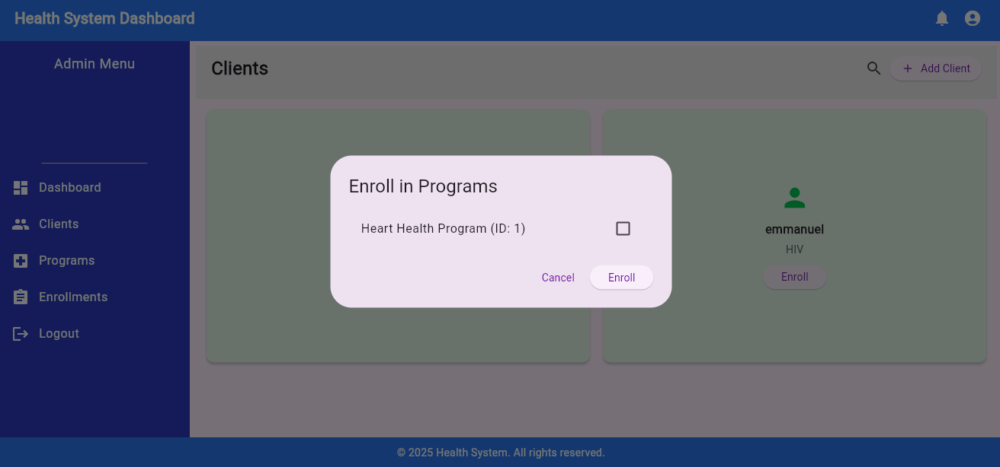 Health System Dashboard
Admin Menu
Dashboard
Clients
Programs
Enrollments
Logout
Clients
Add Client
Enroll in Programs
Heart Health Program (ID: 1)
Cancel
Enroll
emmanuel
HIV
Enroll
© 2025 Health System. All rights reserved.